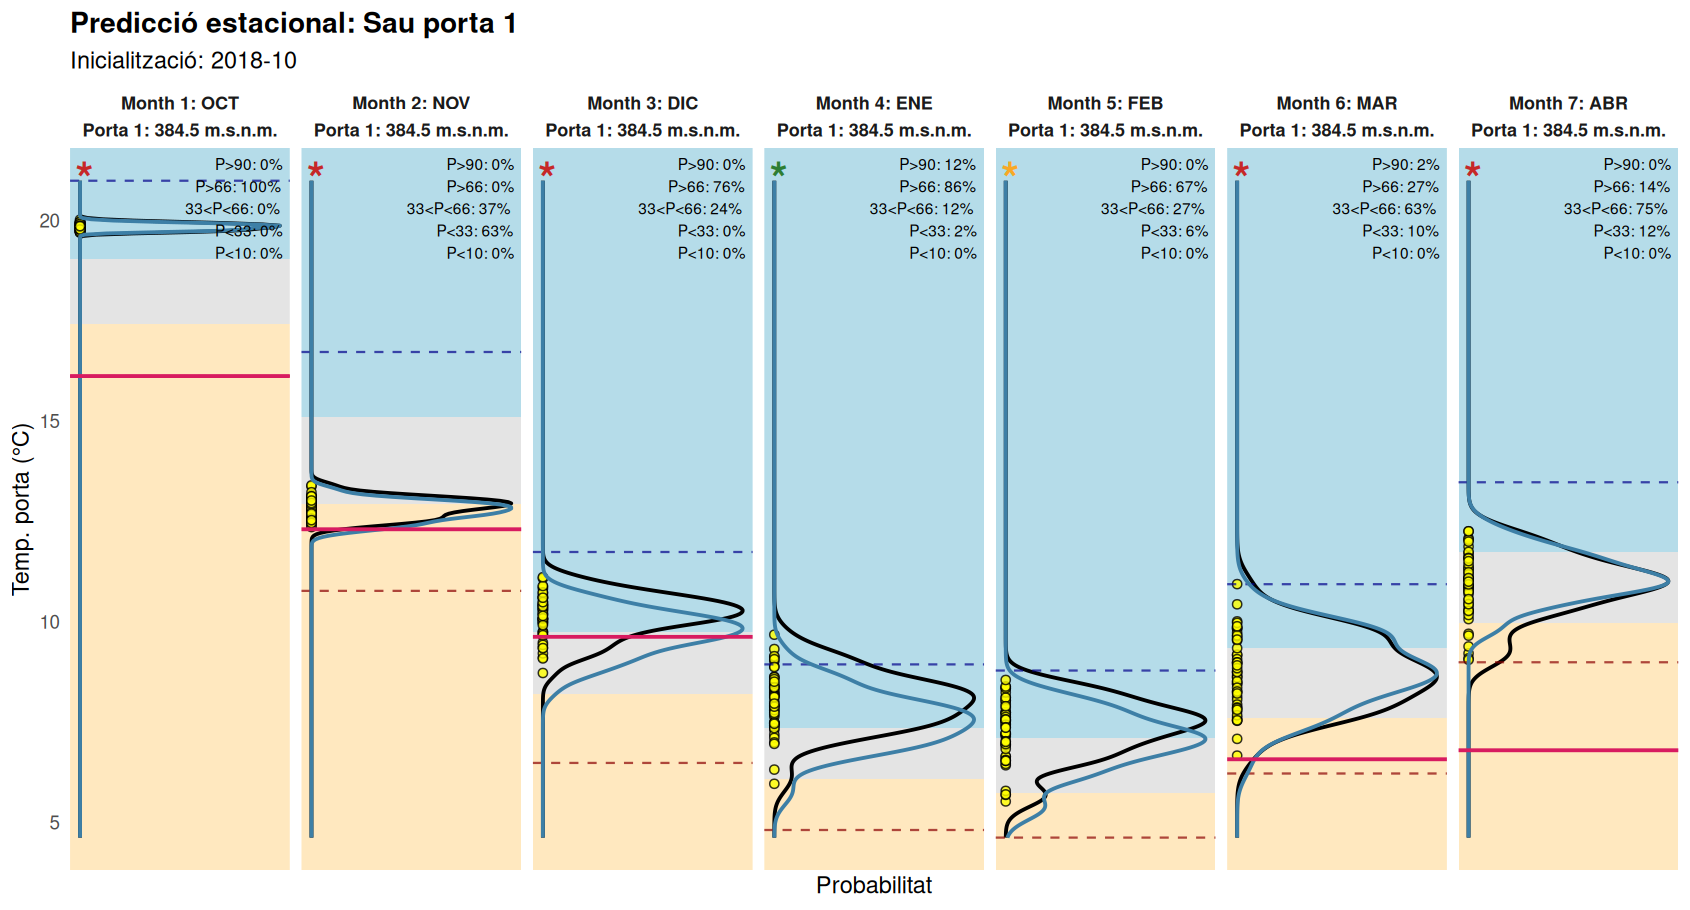 Predicció estacional: Sau porta 1
Inicialització: 2018-10
Month 1: OCT
Porta 1: 384.5 m.s.n.m.
Month 2: NOV
Porta 1: 384.5 m.s.n.m.
Month 3: DIC
Porta 1: 384.5 m.s.n.m.
Month 4: ENE
Porta 1: 384.5 m.s.n.m.
Month 5: FEB
Porta 1: 384.5 m.s.n.m.
Month 6: MAR
Porta 1: 384.5 m.s.n.m.
Month 7: ABR
Porta 1: 384.5 m.s.n.m.
*
P>90: 0%
P>66: 100%
33<P<66: 0%
P<33: 0%
P<10: 0%
*
P>90: 0%
P>66: 0%
33<P<66: 37%
P<33: 63%
P<10: 0%
*
P>90: 0%
P>66: 76%
33<P<66: 24%
P<33: 0%
P<10: 0%
*
P>90: 12%
P>66: 86%
33<P<66: 12%
P<33: 2%
P<10: 0%
*
P>90: 0%
P>66: 67%
33<P<66: 27%
P<33: 6%
P<10: 0%
*
P>90: 2%
P>66: 27%
33<P<66: 63%
P<33: 10%
P<10: 0%
*
P>90: 0%
P>66: 14%
33<P<66: 75%
P<33: 12%
P<10: 0%
20
15
10
5
Temp. porta (°C)
Probabilitat